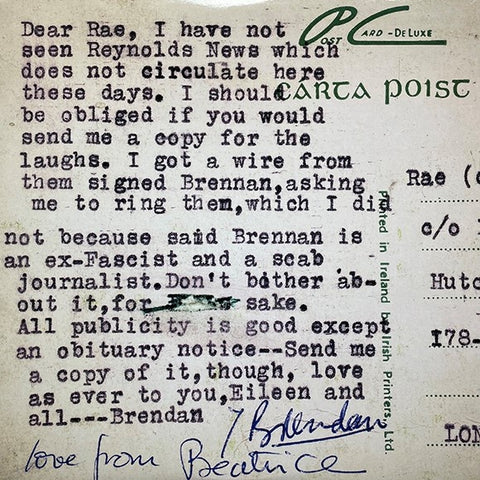 Dear Rae, I have not
seen Reynolds News which
does not circulate here
these days. I should
be obliged if you would
send me a copy for the
laughs. I got a wire from
them signed Brennan,asking
me to ring them,which I did
not because said Brennan is
an ex-Fascist and a scab
journalist.Don't bother ab-
out it,for sake.
All publicity is good except
an obituary notice--Send me
a copy of it,though, love
as ever to you,Eileen and
all---Brendan
Brendan
love from Beatrice
POST CARD -DE LUXE
CARTA POIST
Printed in Ireland by Irish Printers, Ltd.
Rae (
c/o
Hutc
178-
LON